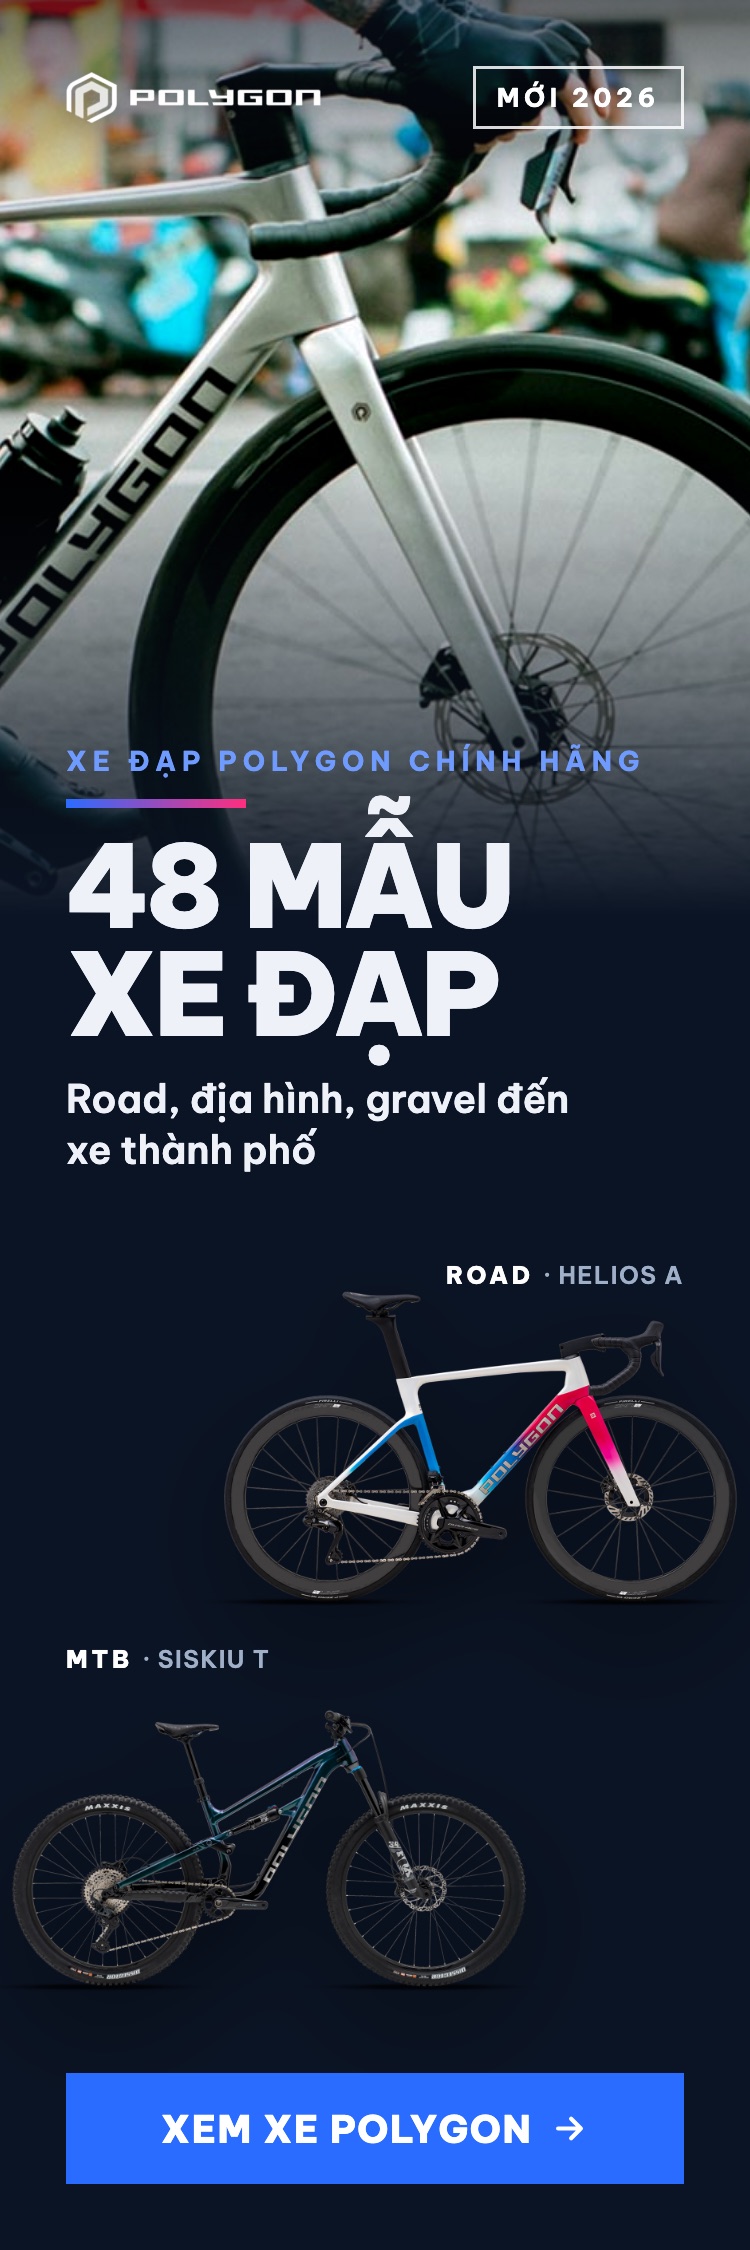 POLYGON
MỚI 2026
POLYGON
XE ĐẠP POLYGON CHÍNH HÃNG
48 MẪU
XE ĐẠP
Road, địa hình, gravel đến
xe thành phố
ROAD · HELIOS A
POLYGON
MTB · SISKIU T
MAXXIS
MAXXIS
POLYGON
XEM XE POLYGON →